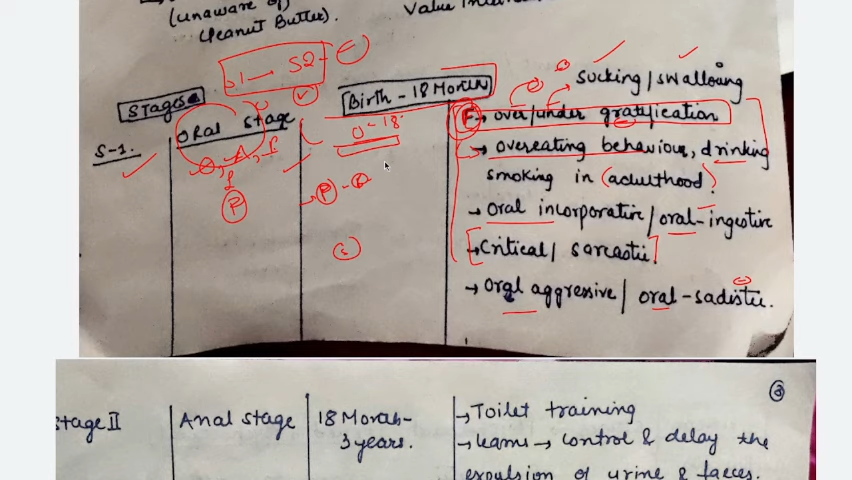 (unaware of)
(Peanut Butter).
S1 → S2
Stages
Birth - 18 Month
Sucking/swallowing
S-1.
Oral stage
0-18
F → over/under gratification
→ overeating behaviour, drinking
smoking in (adulthood)
P
P
→ oral incorporative / oral-ingestive
→ Critical / sarcastic
→ oral aggressive / oral-sadistic.
3
Stage II
Anal stage
18 Month-
3 years.
→ Toilet training
→ learns → control & delay the
expulsion of urine & faeces.